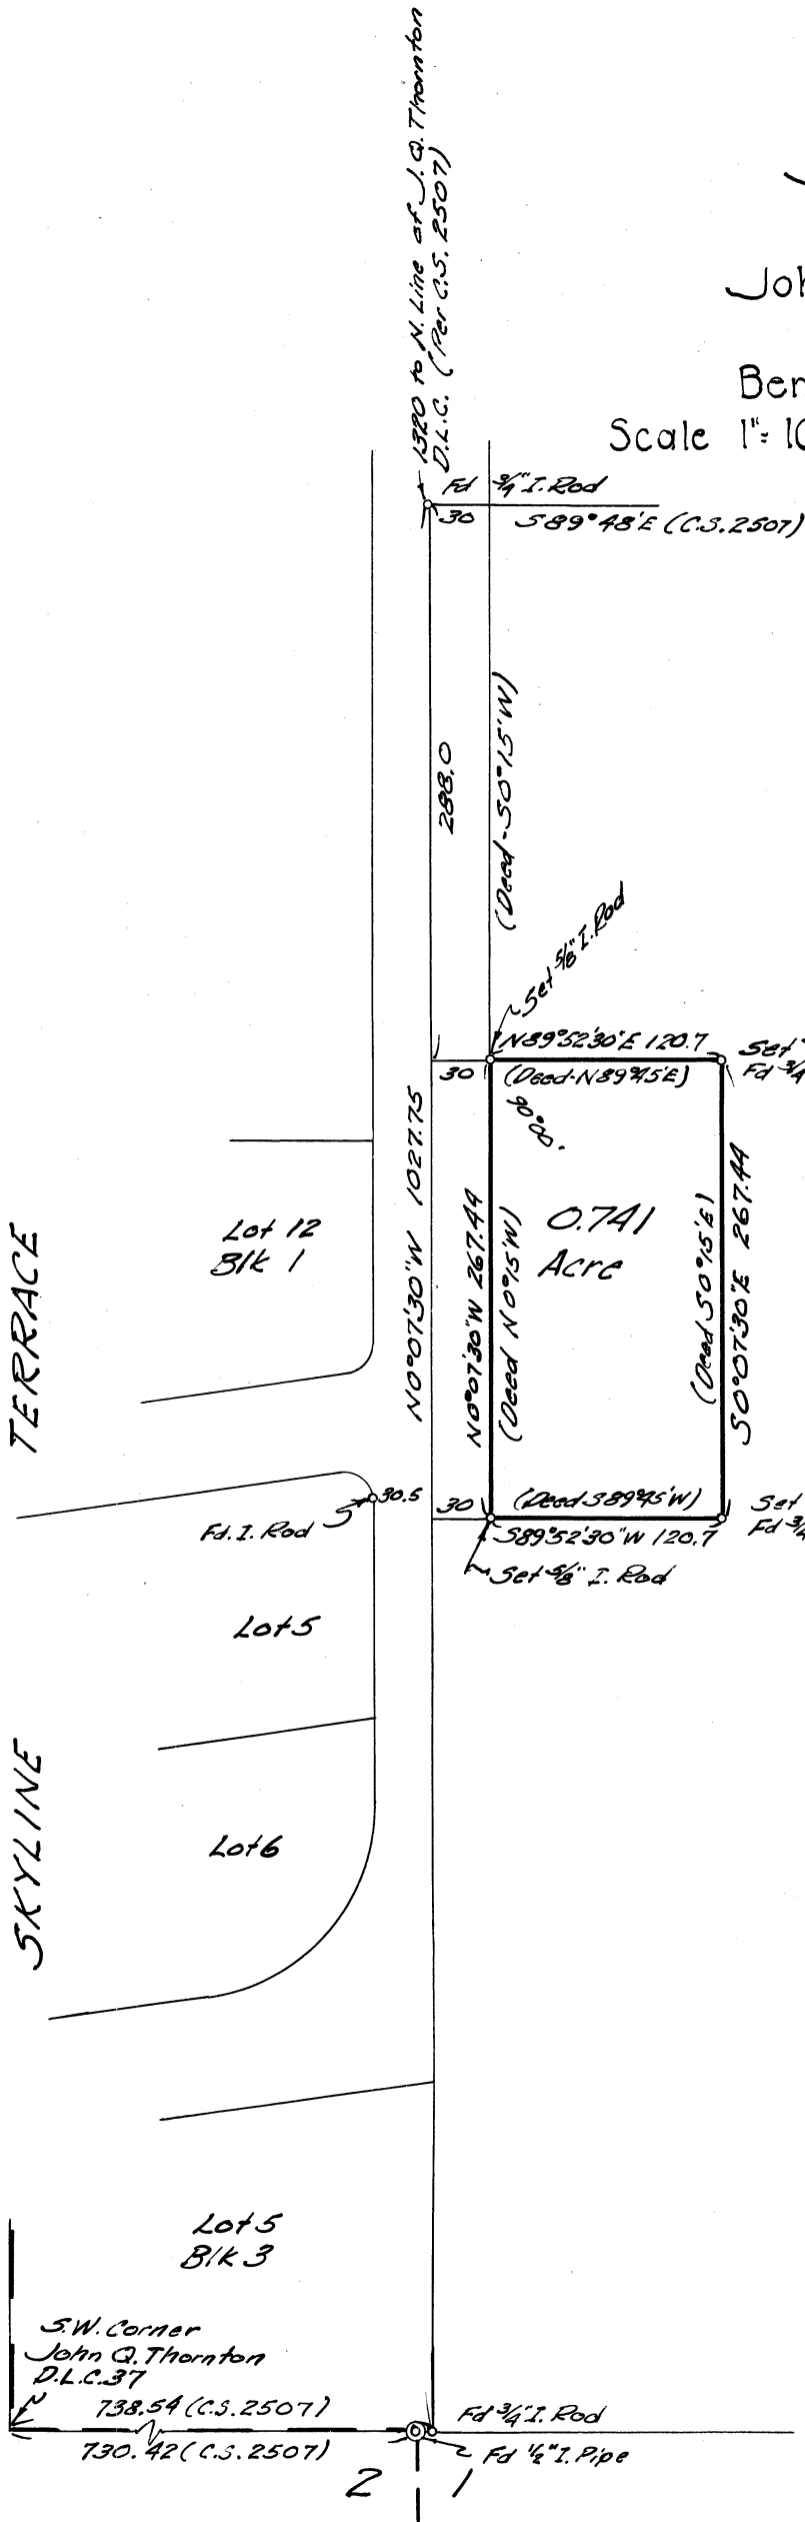 1320 to N. Line of J.Q. Thornton
D.L.C. (Per C.S. 2507)
Scale 1"= 10
Fd 3/4" I. Rod
30
S89°48'E (C.S. 2507)
288.0
(Deed-S0°15'W)
Set 5/8" I. Rod
N89°52'30"E 120.7
Set
30
(Deed-N89°45'E)
Fd 3/4
90°00'
N0°07'30"W 1027.75
Lot 12
Blk 1
0.741
Acre
N0°07'30"W 267.44
(Deed N0°15'W)
(Deed S0°15'E)
S0°07'30"E 267.44
TERRACE
30.5
Fd. I. Rod
30
(Deed S89°45'W)
Set
S89°52'30"W 120.7
Fd 3/4
Set 5/8" I. Rod
Lot 5
Lot 6
SKYLINE
Lot 5
Blk 3
S.W. Corner
John Q. Thornton
D.L.C. 37
738.54 (C.S. 2507)
Fd 3/4" I. Rod
730.42 (C.S. 2507)
Fd 1/2" I. Pipe
2 1